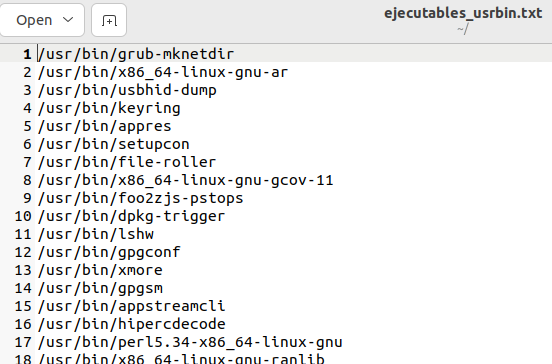 Open
ejecutables_usrbin.txt
~/
1 /usr/bin/grub-mknetdir
2 /usr/bin/x86_64-linux-gnu-ar
3 /usr/bin/usbhid-dump
4 /usr/bin/keyring
5 /usr/bin/appres
6 /usr/bin/setupcon
7 /usr/bin/file-roller
8 /usr/bin/x86_64-linux-gnu-gcov-11
9 /usr/bin/foo2zjs-pstops
10 /usr/bin/dpkg-trigger
11 /usr/bin/lshw
12 /usr/bin/gpgconf
13 /usr/bin/xmore
14 /usr/bin/gpgsm
15 /usr/bin/appstreamcli
16 /usr/bin/hipercdecode
17 /usr/bin/perl5.34-x86_64-linux-gnu
18 /usr/bin/x86_64-linux-gnu-ranlib